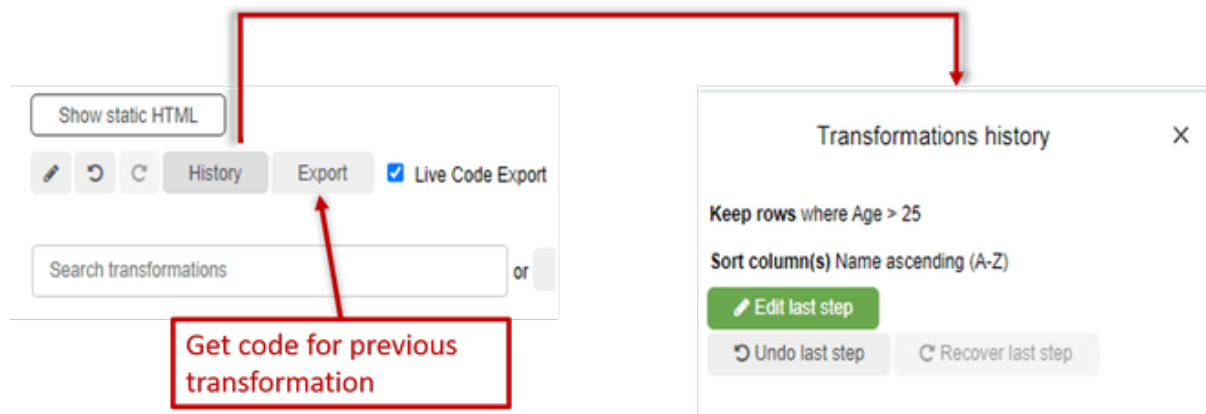 Show static HTML
History Export Live Code Export
Search transformations or
Get code for previous
transformation
Transformations history
Keep rows where Age > 25
Sort column(s) Name ascending (A-Z)
Edit last step
Undo last step Recover last step